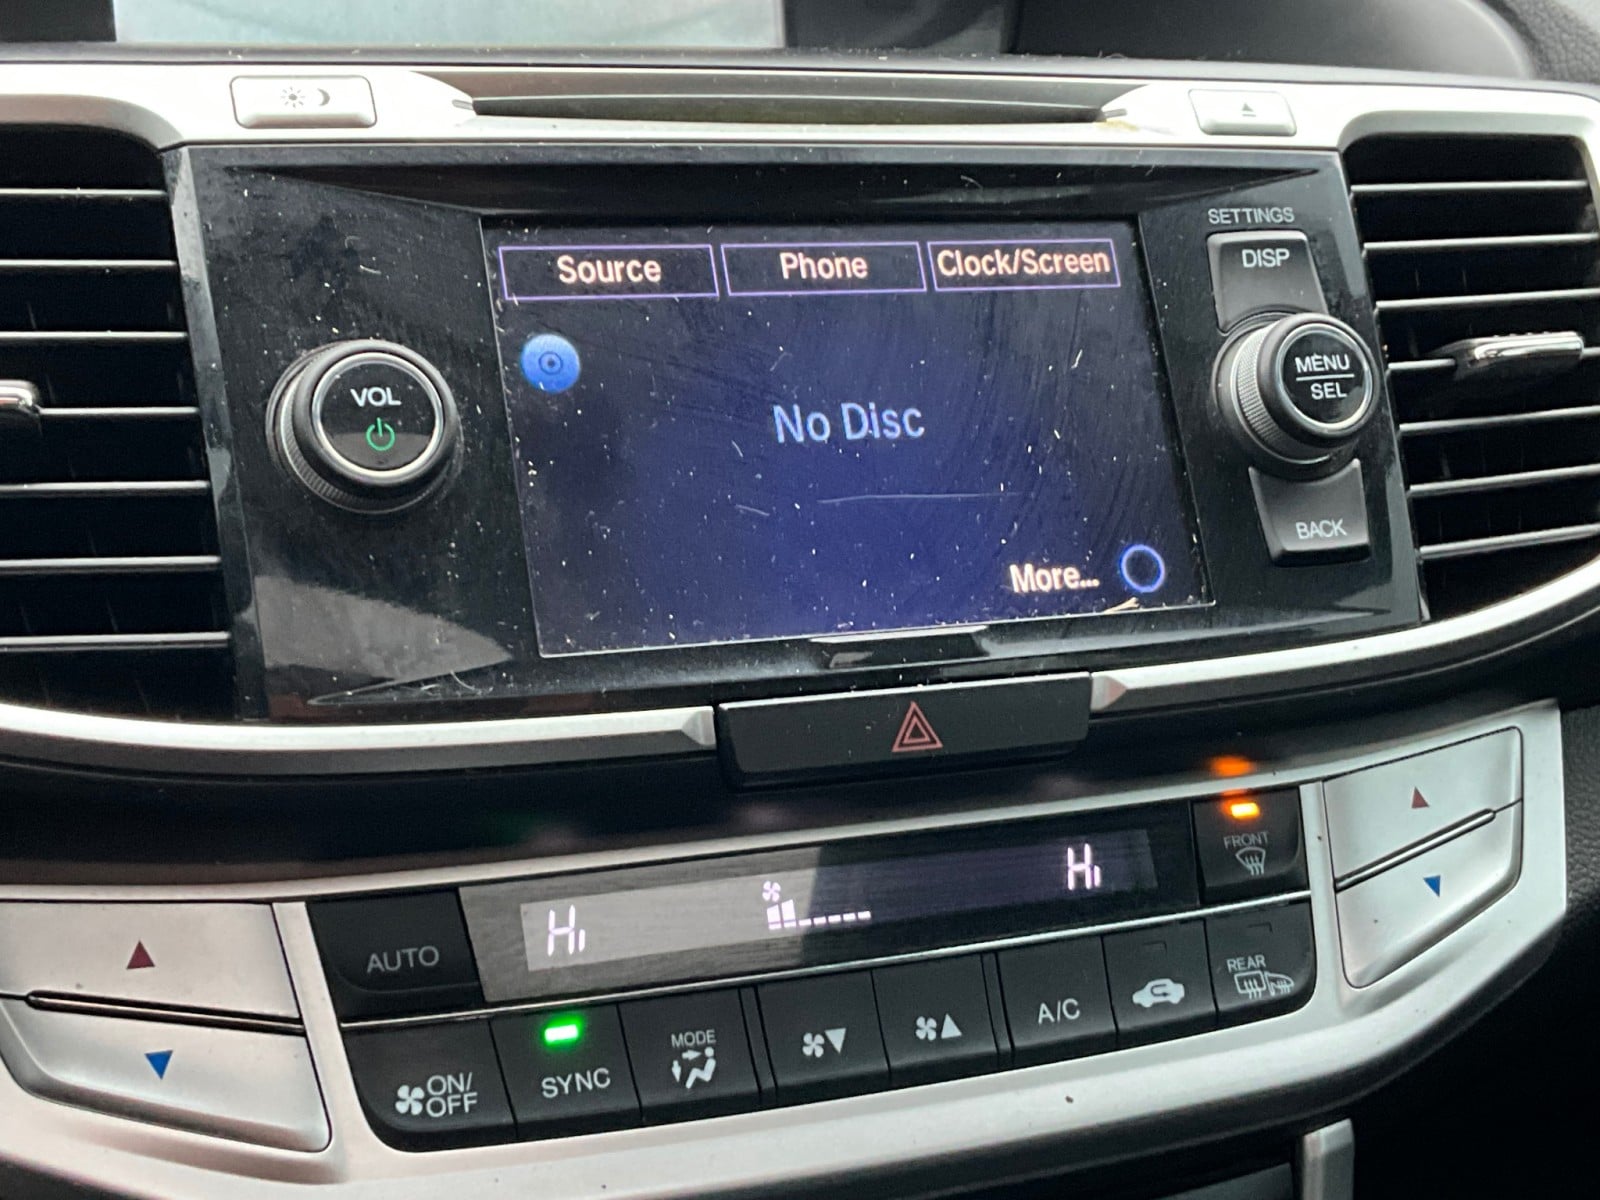 SETTINGS
DISP
Source Phone Clock/Screen
VOL
MENU
SEL
No Disc
BACK
More...
FRONT
Hi Hi
AUTO
REAR
ON/
OFF
SYNC
MODE
A/C